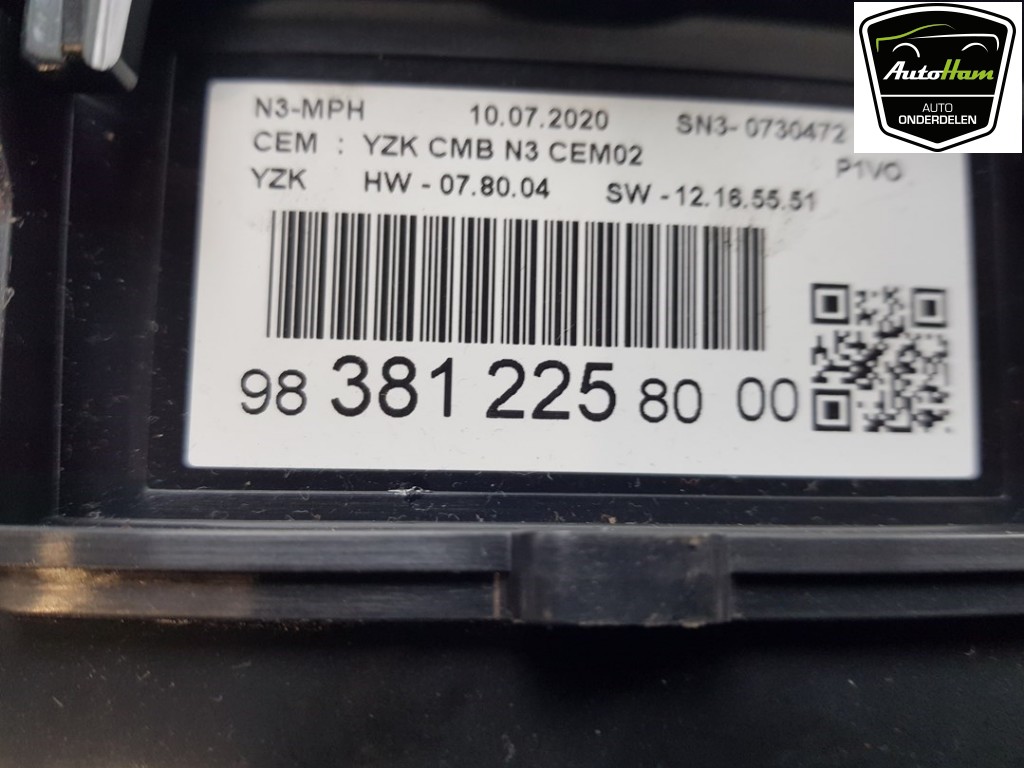 N3-MPH 10.07.2020 SN3- 0730472
CEM : YZK CMB N3 CEM02
P1VO
YZK HW - 07.80.04 SW - 12.16.55.51
98 381 225 80 00
AutoHam
AUTO
ONDERDELEN